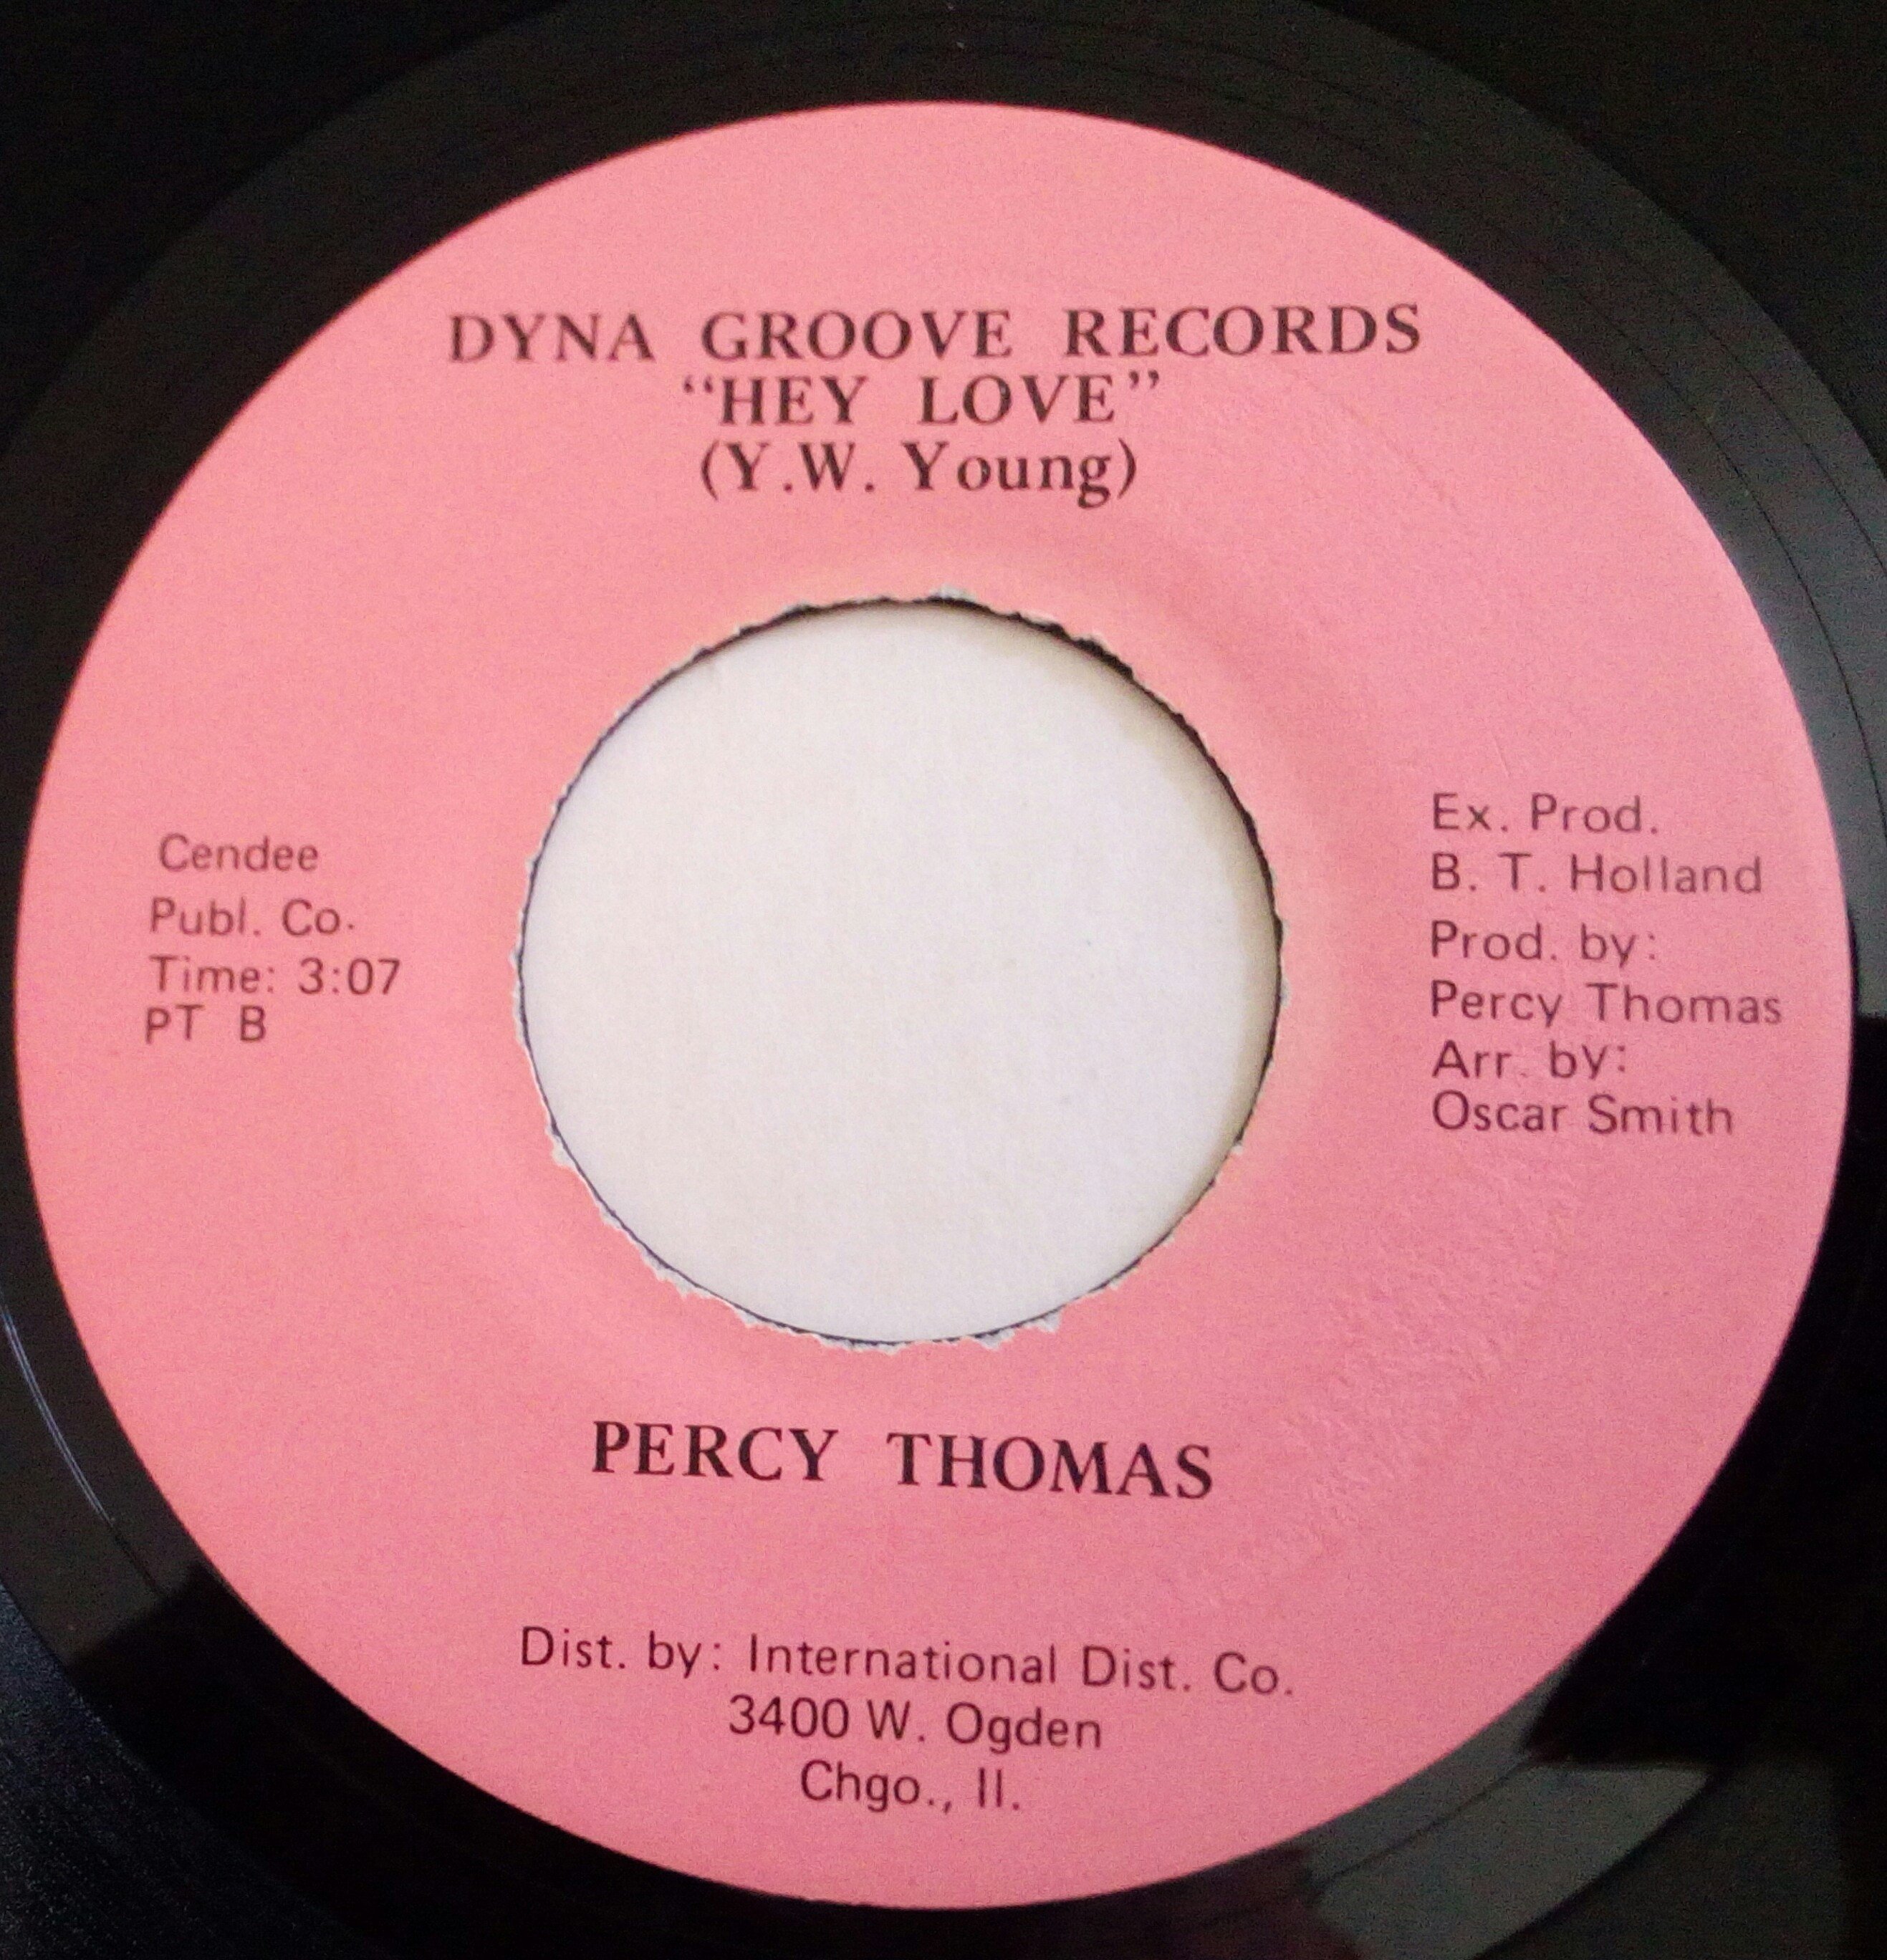 DYNA GROOVE RECORDS
“HEY LOVE”
(Y.W. Young)
Cendee
Publ. Co.
Time: 3:07
PT B
Ex. Prod.
B. T. Holland
Prod. by:
Percy Thomas
Arr. by:
Oscar Smith
PERCY THOMAS
Dist. by: International Dist. Co.
3400 W. Ogden
Chgo., Il.